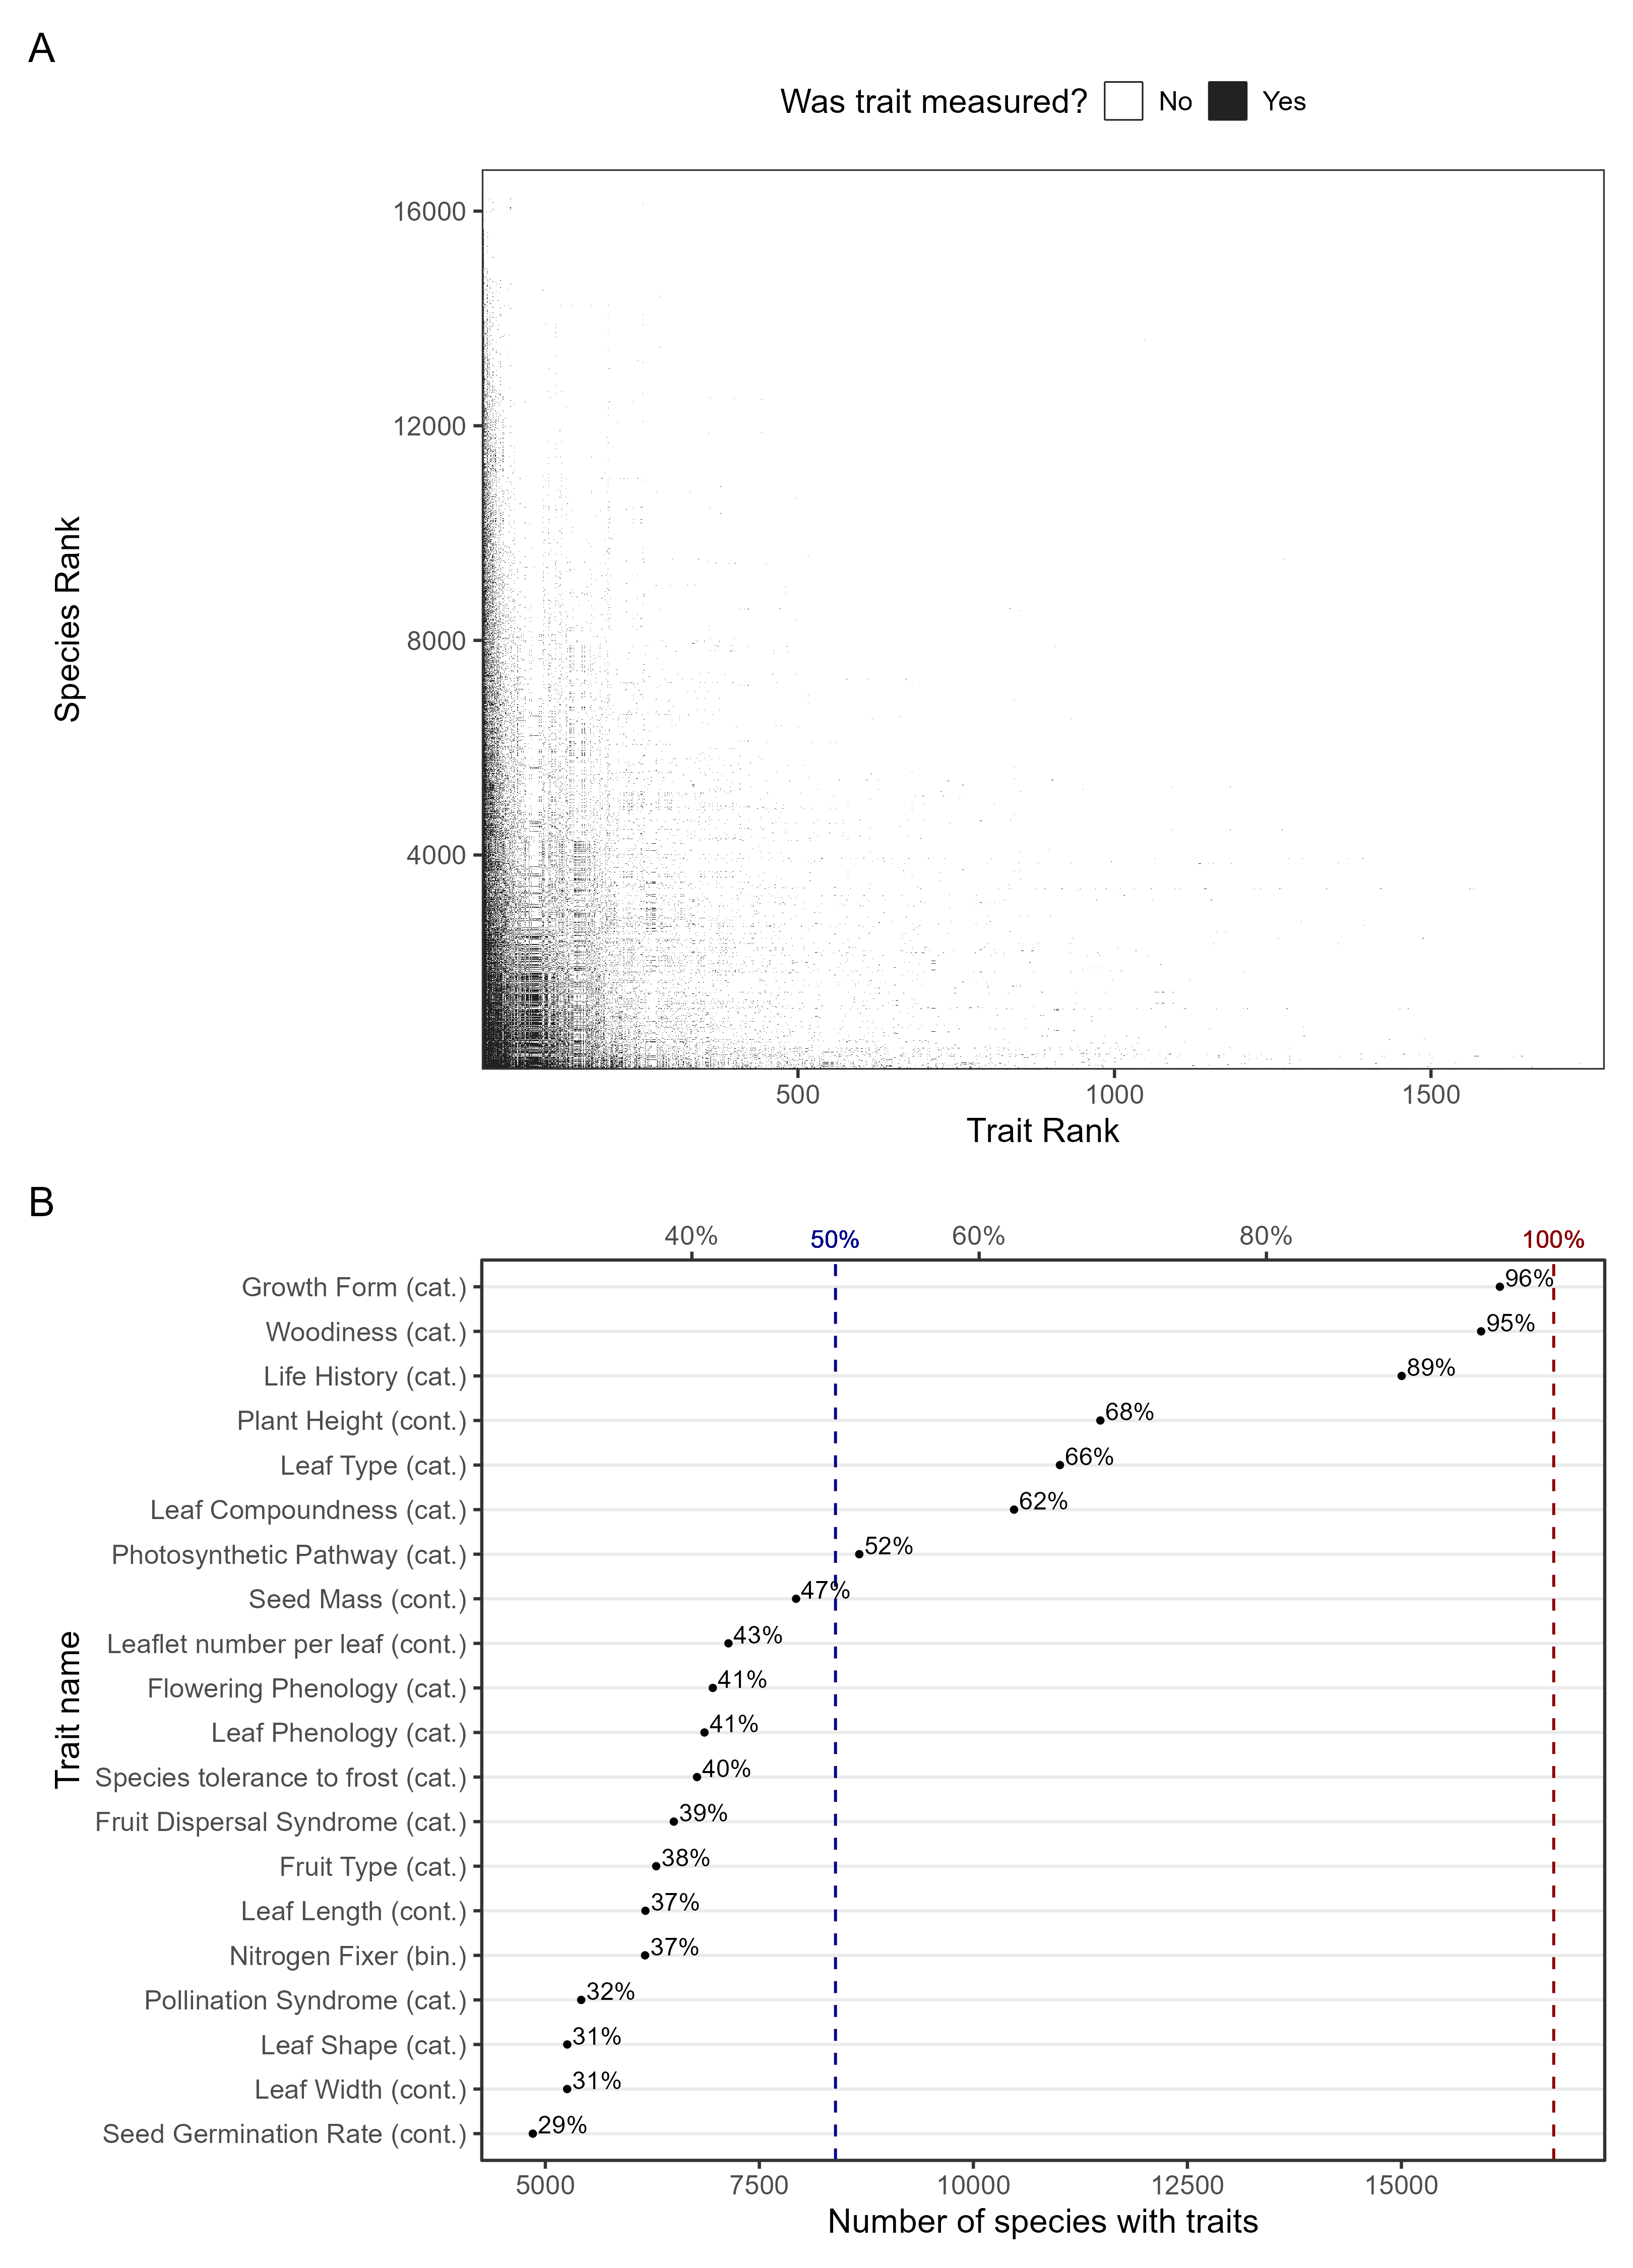 A
Was trait measured? No Yes
16000
12000
8000
4000
Species Rank
500 1000 1500
Trait Rank
B
40% 50% 60% 80% 100%
Growth Form (cat.) 96%
Woodiness (cat.) 95%
Life History (cat.) 89%
Plant Height (cont.) 68%
Leaf Type (cat.) 66%
Leaf Compoundness (cat.) 62%
Photosynthetic Pathway (cat.) 52%
Seed Mass (cont.) 47%
Leaflet number per leaf (cont.) 43%
Flowering Phenology (cat.) 41%
Leaf Phenology (cat.) 41%
Species tolerance to frost (cat.) 40%
Fruit Dispersal Syndrome (cat.) 39%
Fruit Type (cat.) 38%
Leaf Length (cont.) 37%
Nitrogen Fixer (bin.) 37%
Pollination Syndrome (cat.) 32%
Leaf Shape (cat.) 31%
Leaf Width (cont.) 31%
Seed Germination Rate (cont.) 29%
Trait name
5000 7500 10000 12500 15000
Number of species with traits